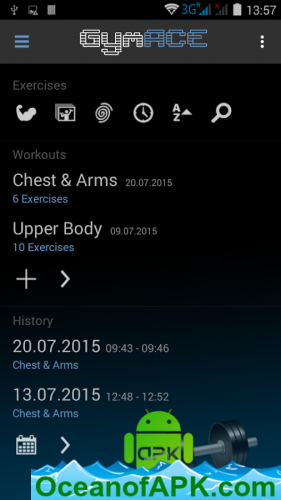 3G
13:57
GymACE
Exercises
A
Z
Workouts
Chest & Arms 20.07.2015
6 Exercises
Upper Body 09.07.2015
10 Exercises
History
20.07.2015 09:43 - 09:46
Chest & Arms
13.07.2015 12:48 - 12:52
Chest & Arms
APK
OceanofAPK.com